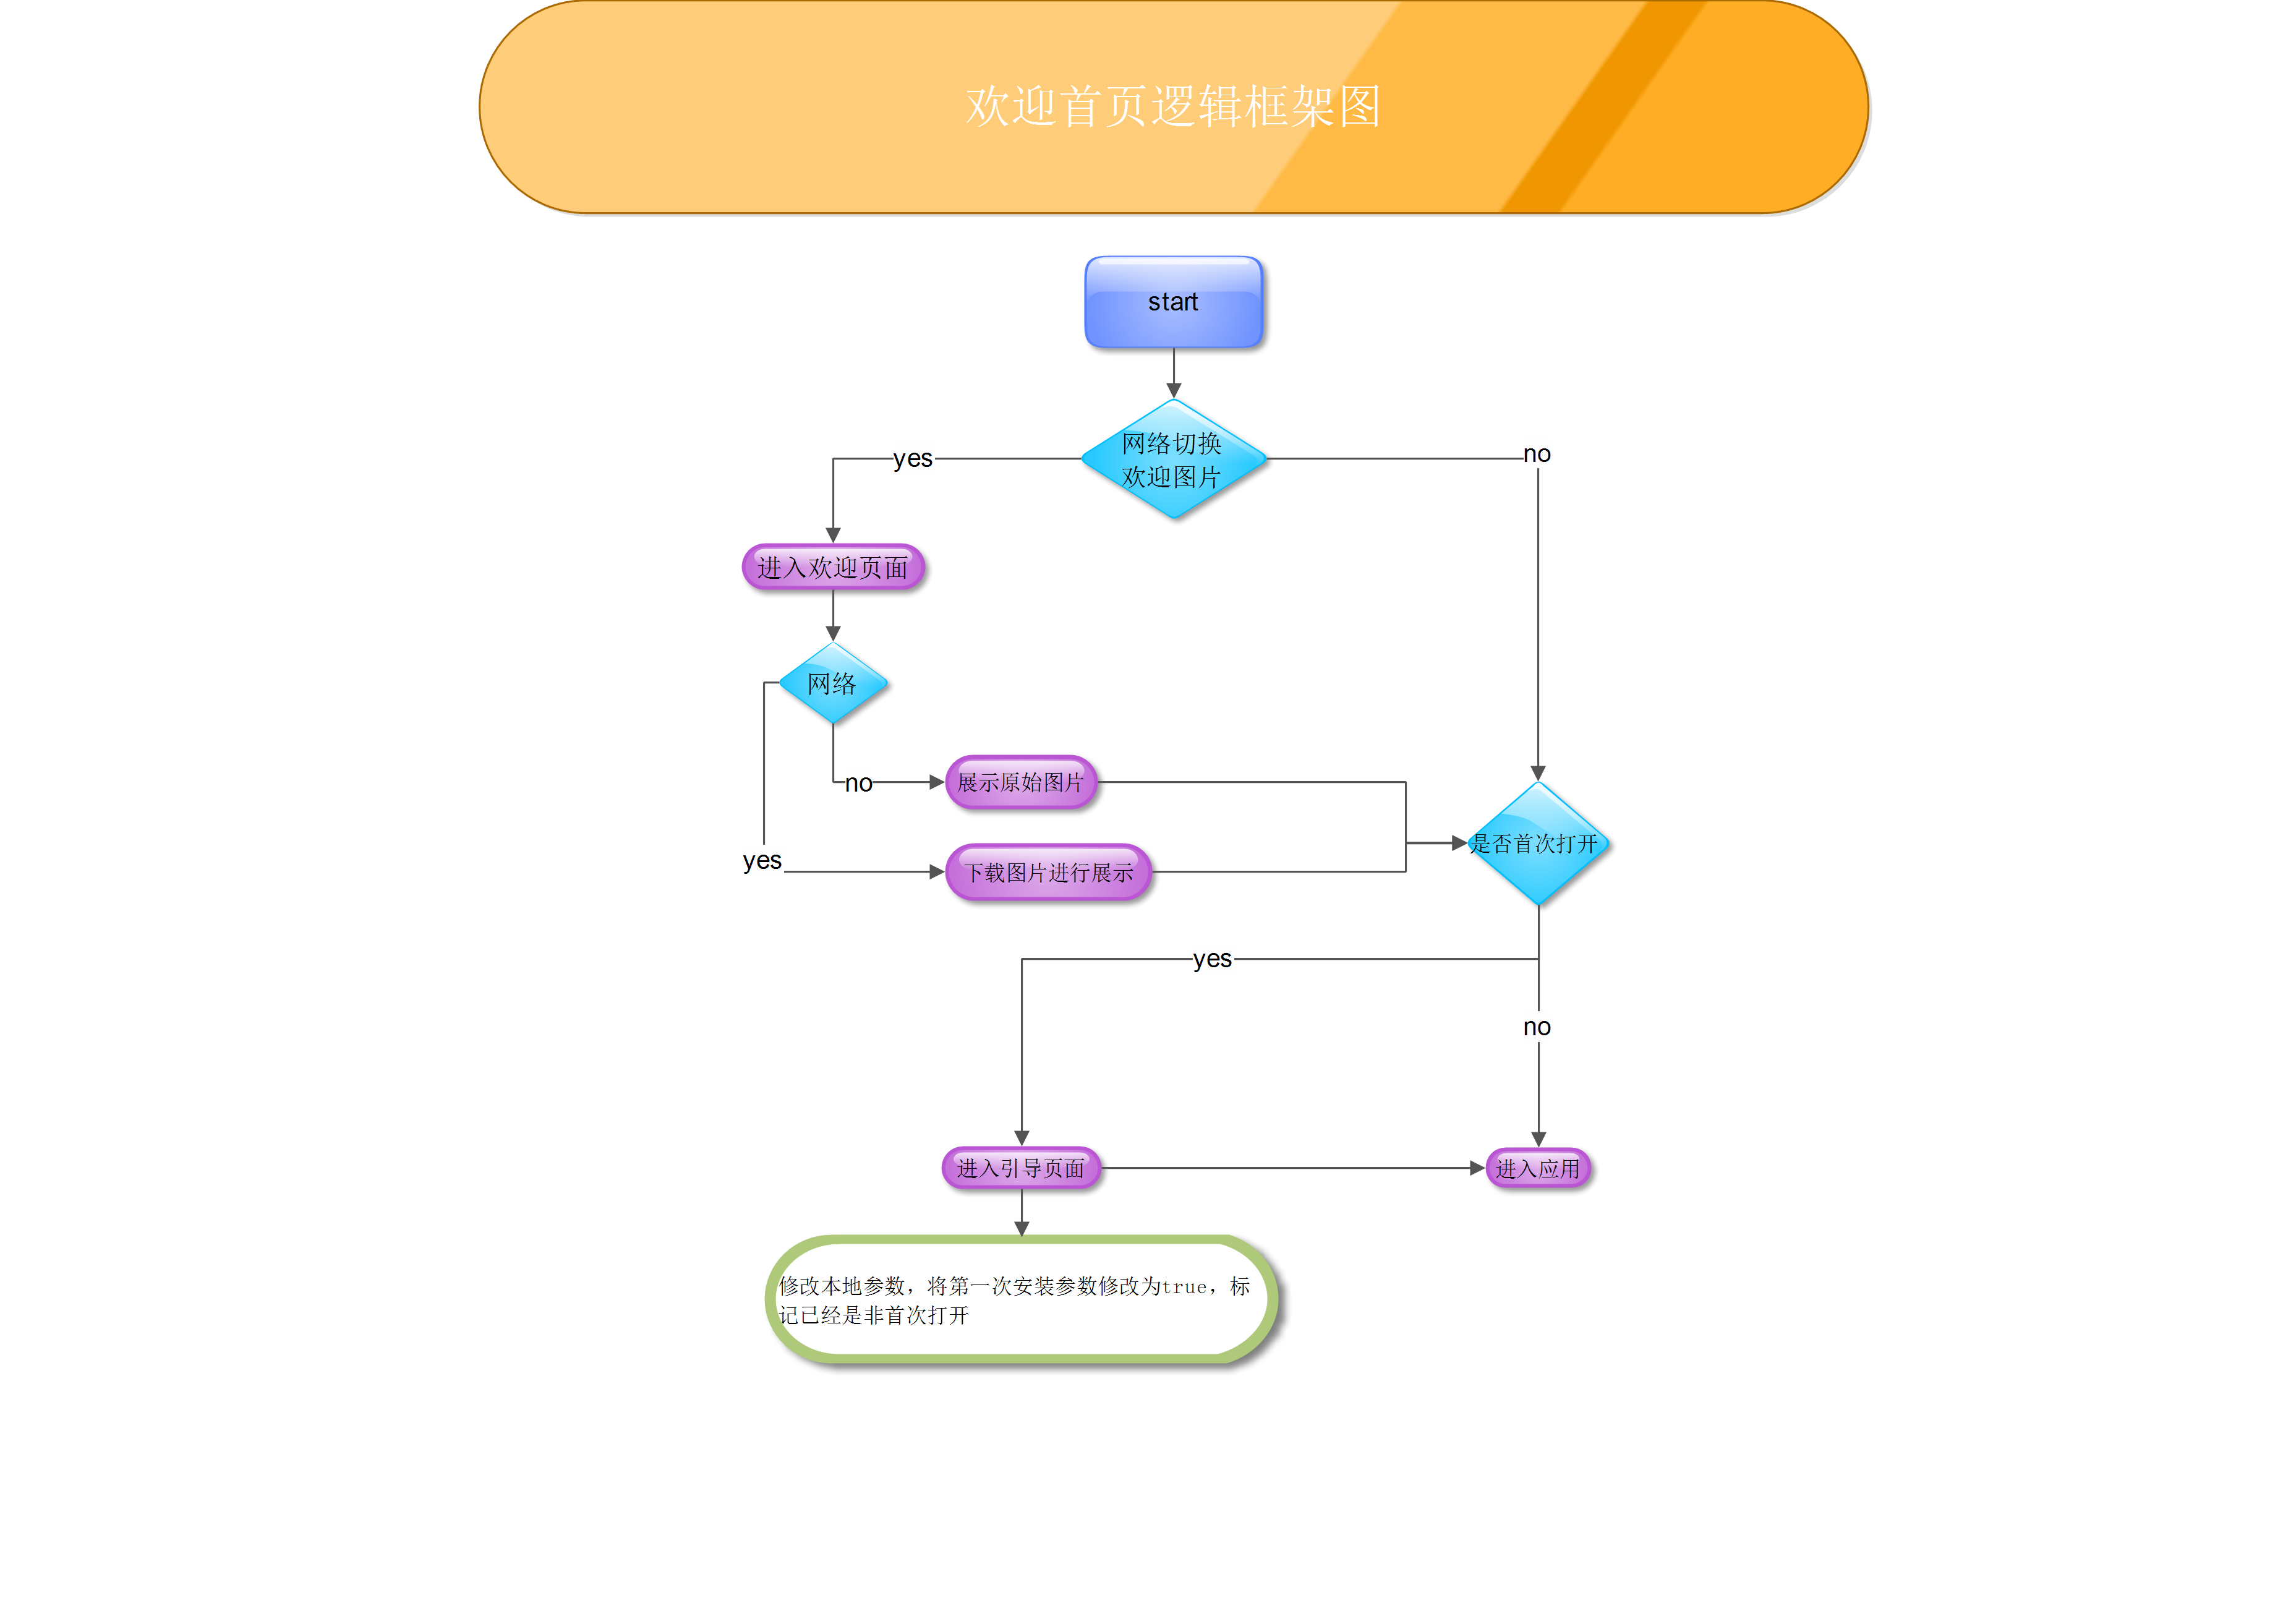 欢迎首页逻辑框架图
start
网络切换
欢迎图片
yes
no
进入欢迎页面
网络
no
展示原始图片
是否首次打开
yes
下载图片进行展示
yes
no
进入引导页面
进入应用
修改本地参数，将第一次安装参数修改为true，标
记已经是非首次打开